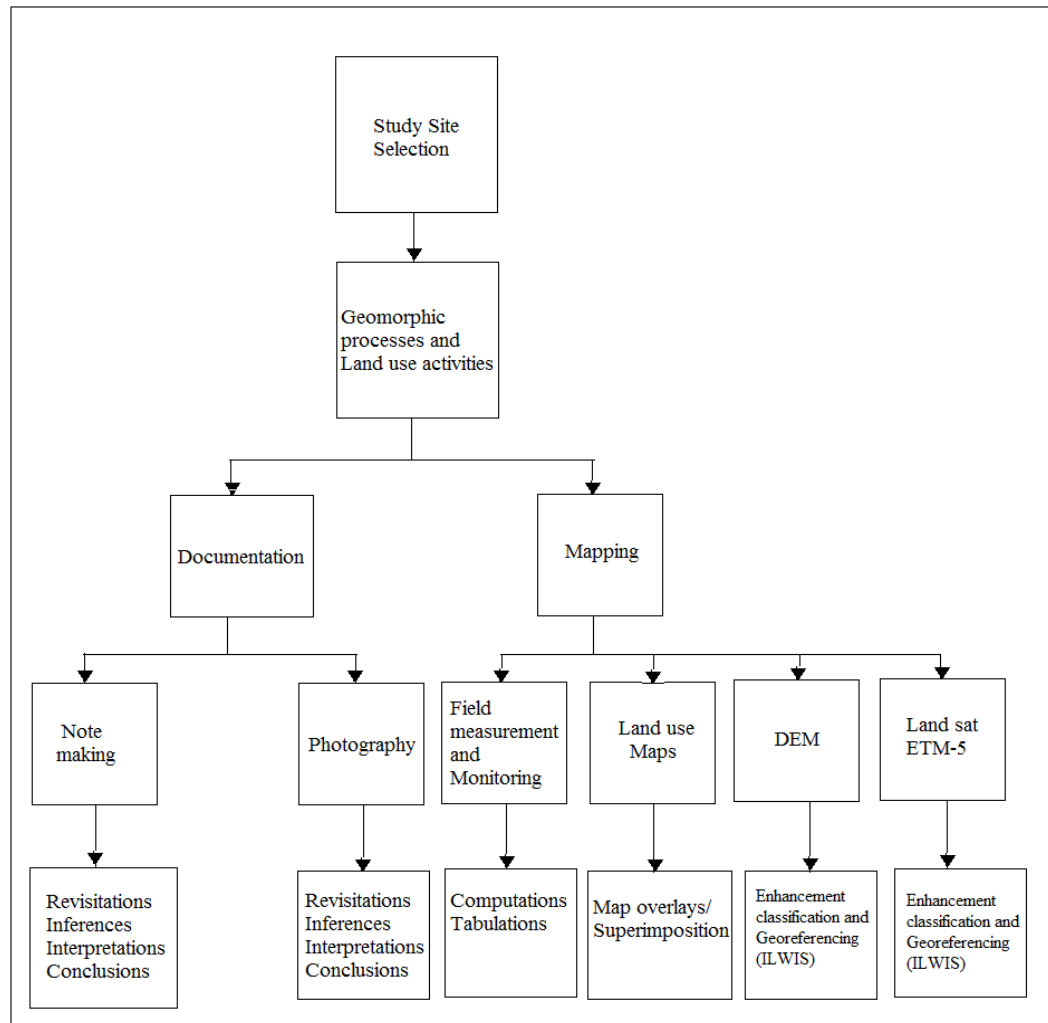 Study Site
Selection
Geomorphic
processes and
Land use activities
Documentation
Mapping
Note
making
Photography
Field
measurement
and
Monitoring
Land use
Maps
DEM
Land sat
ETM-5
Revisitations
Inferences
Interpretations
Conclusions
Revisitations
Inferences
Interpretations
Conclusions
Computations
Tabulations
Map overlays/
Superimposition
Enhancement
classification and
Georeferencing
(ILWIS)
Enhancement
classification and
Georeferencing
(ILWIS)